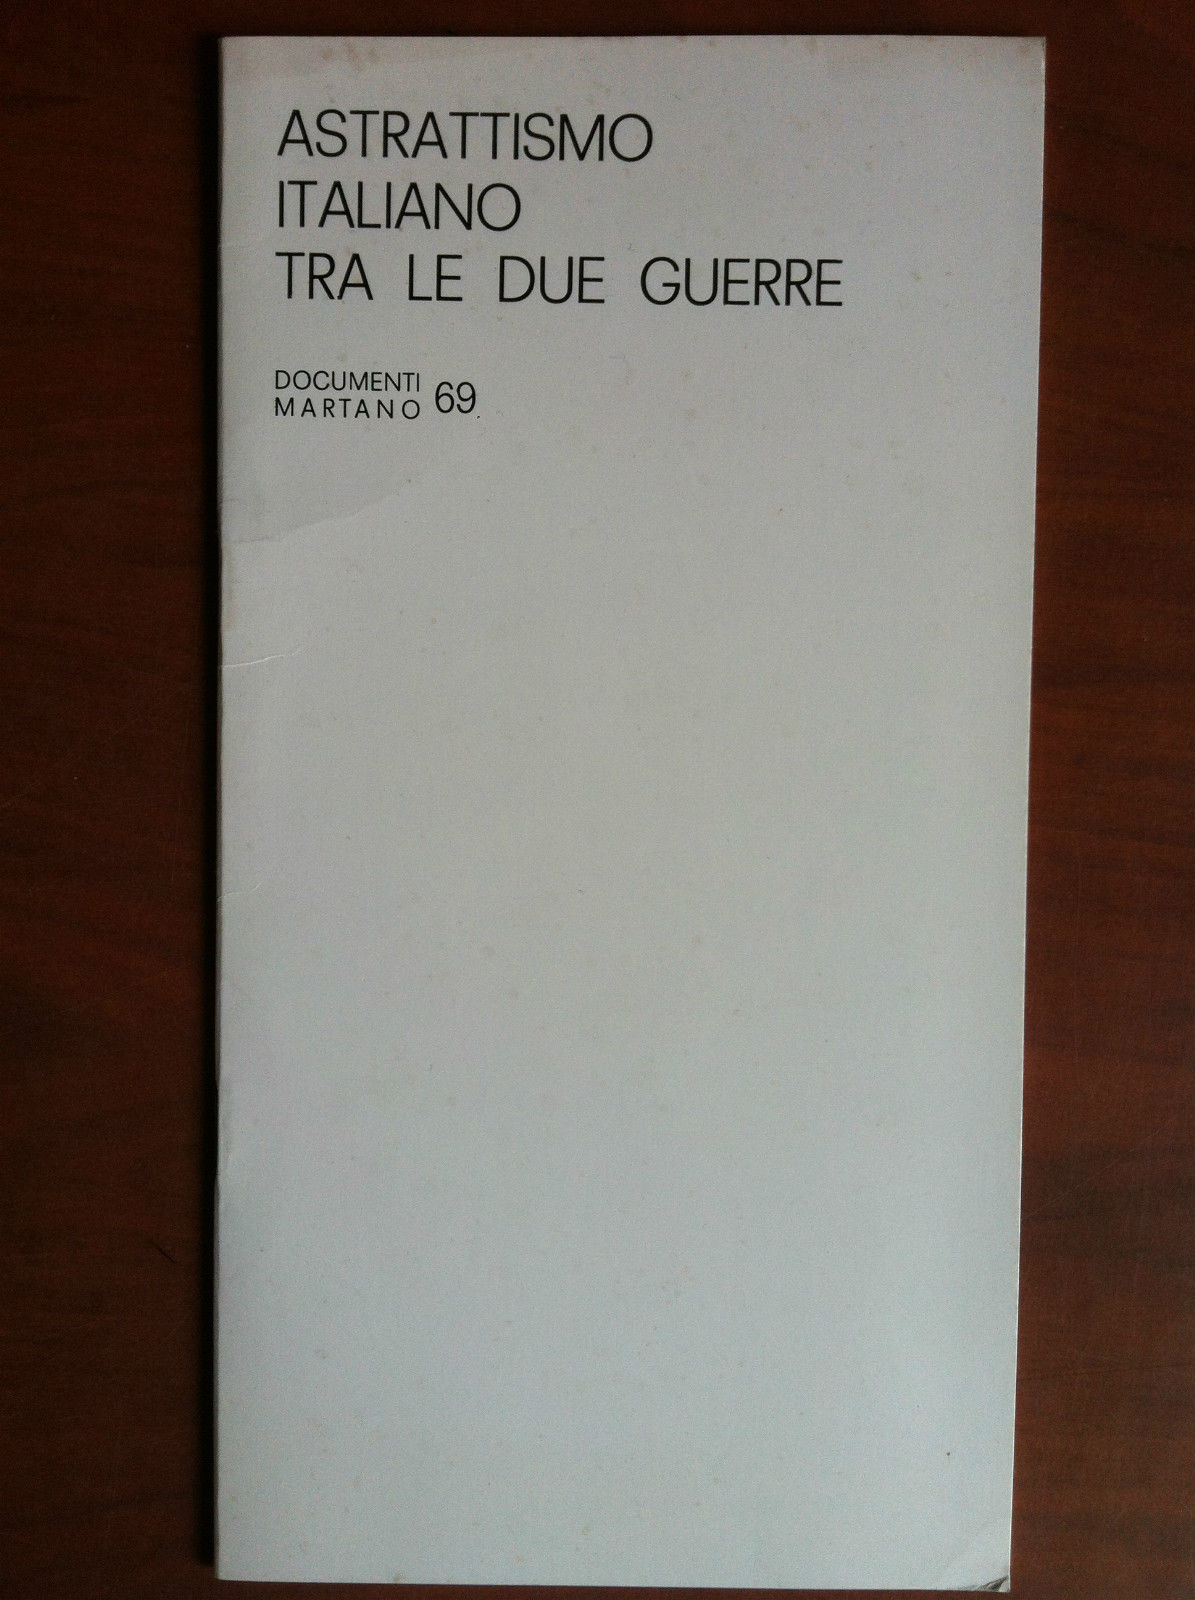 ASTRATTISMO
ITALIANO
TRA LE DUE GUERRE
DOCUMENTI
MARTANO 69